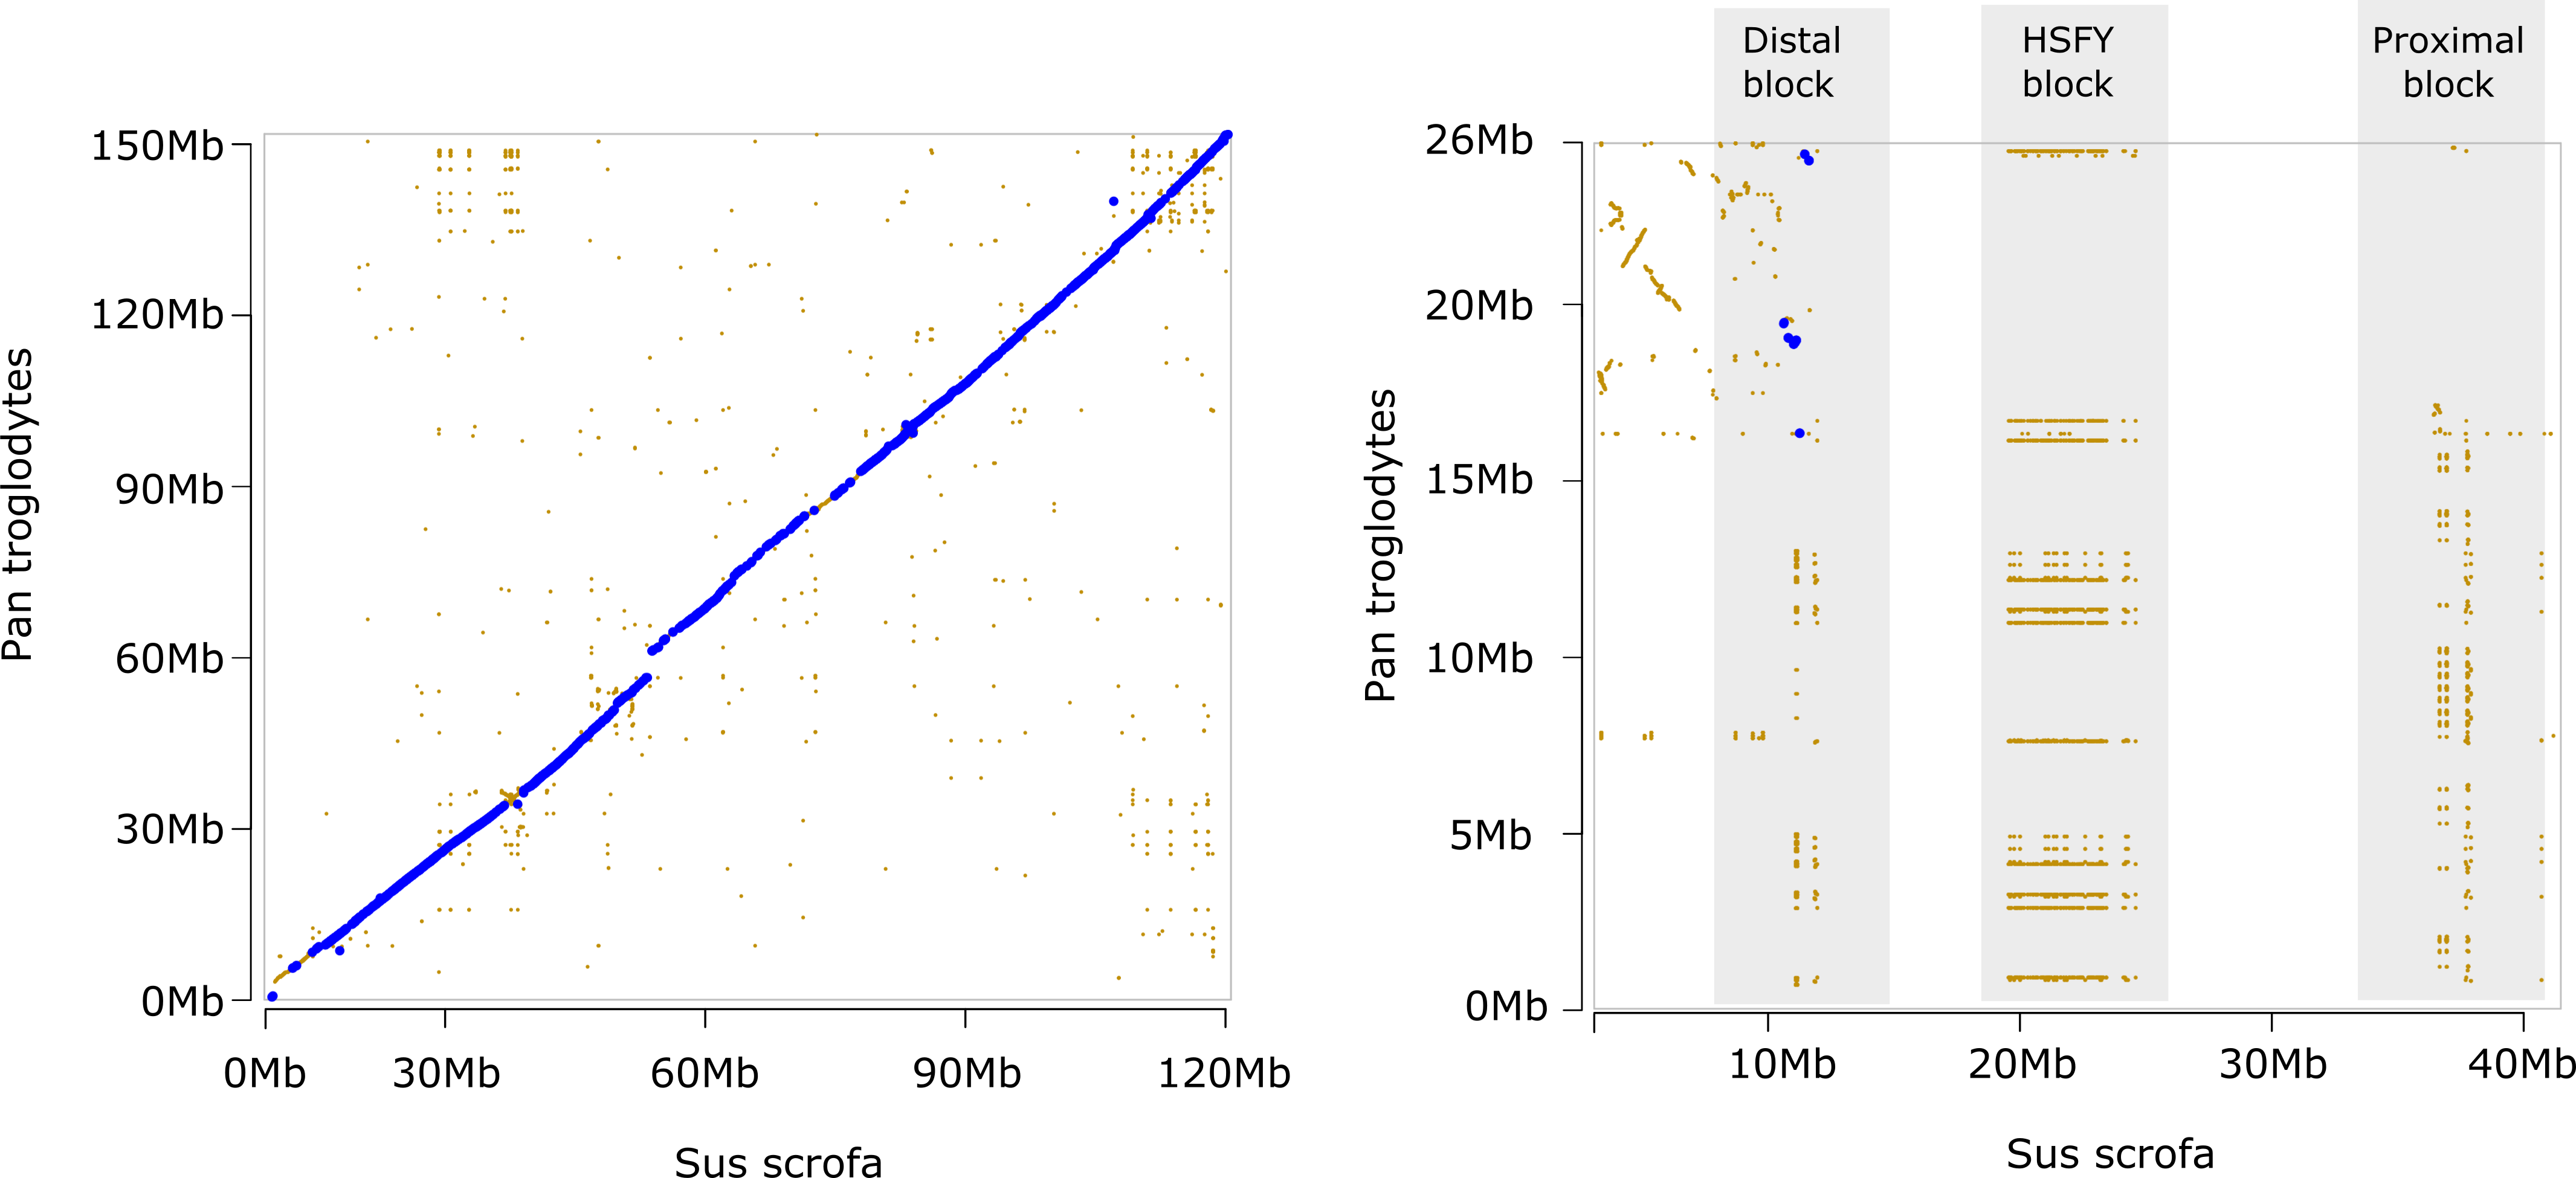 Pan troglodytes
150Mb
120Mb
90Mb
60Mb
30Mb
0Mb
0Mb 30Mb 60Mb 90Mb 120Mb
Sus scrofa
Distal
block
HSFY
block
Proximal
block
Pan troglodytes
26Mb
20Mb
15Mb
10Mb
5Mb
0Mb
10Mb 20Mb 30Mb 40Mb
Sus scrofa